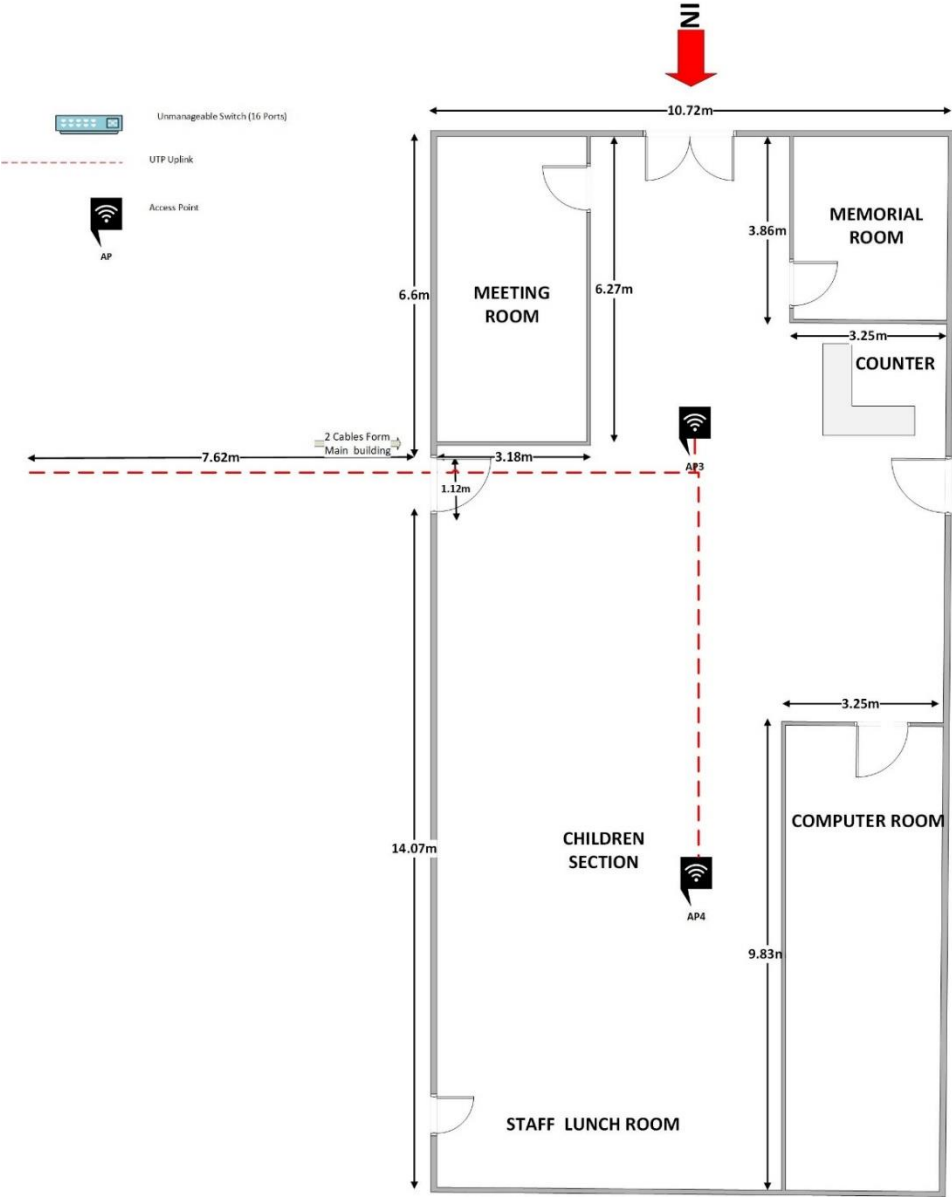 IN
10.72m
Unmanageable Switch (16 Ports)
UTP Uplink
Access Point
AP
MEMORIAL
ROOM
3.86m
6.6m
MEETING
ROOM
6.27m
3.25m
COUNTER
2 Cables Form
Main building
7.62m
3.18m
AP3
1.12m
3.25m
COMPUTER ROOM
CHILDREN
SECTION
14.07m
AP4
9.83m
STAFF LUNCH ROOM